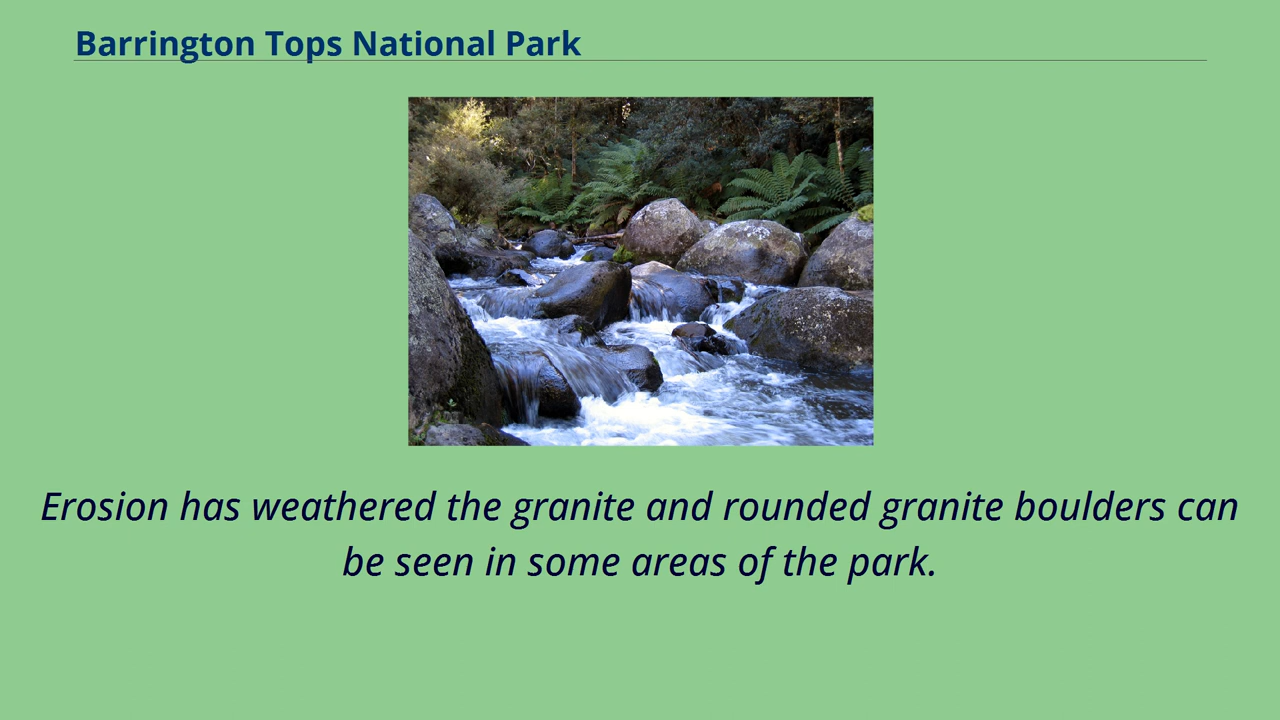 Barrington Tops National Park
Erosion has weathered the granite and rounded granite boulders can
be seen in some areas of the park.